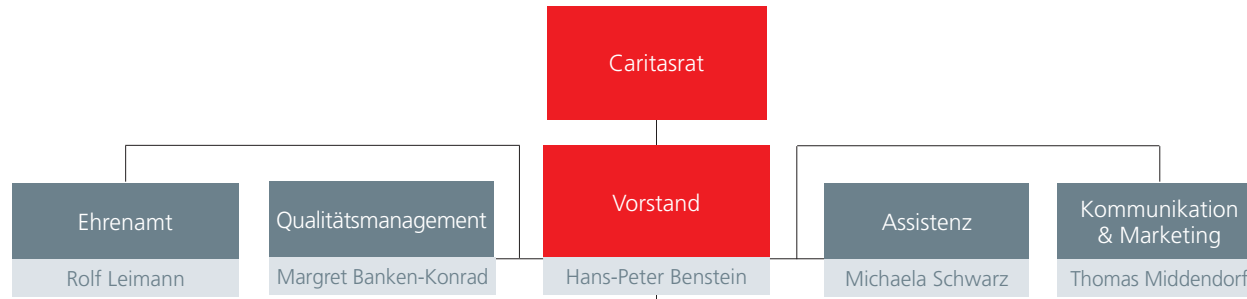 Caritasrat
Vorstand
Hans-Peter Benstein
Ehrenamt
Rolf Leimann
Qualitätsmanagement
Margret Banken-Konrad
Assistenz
Michaela Schwarz
Kommunikation
& Marketing
Thomas Middendorf